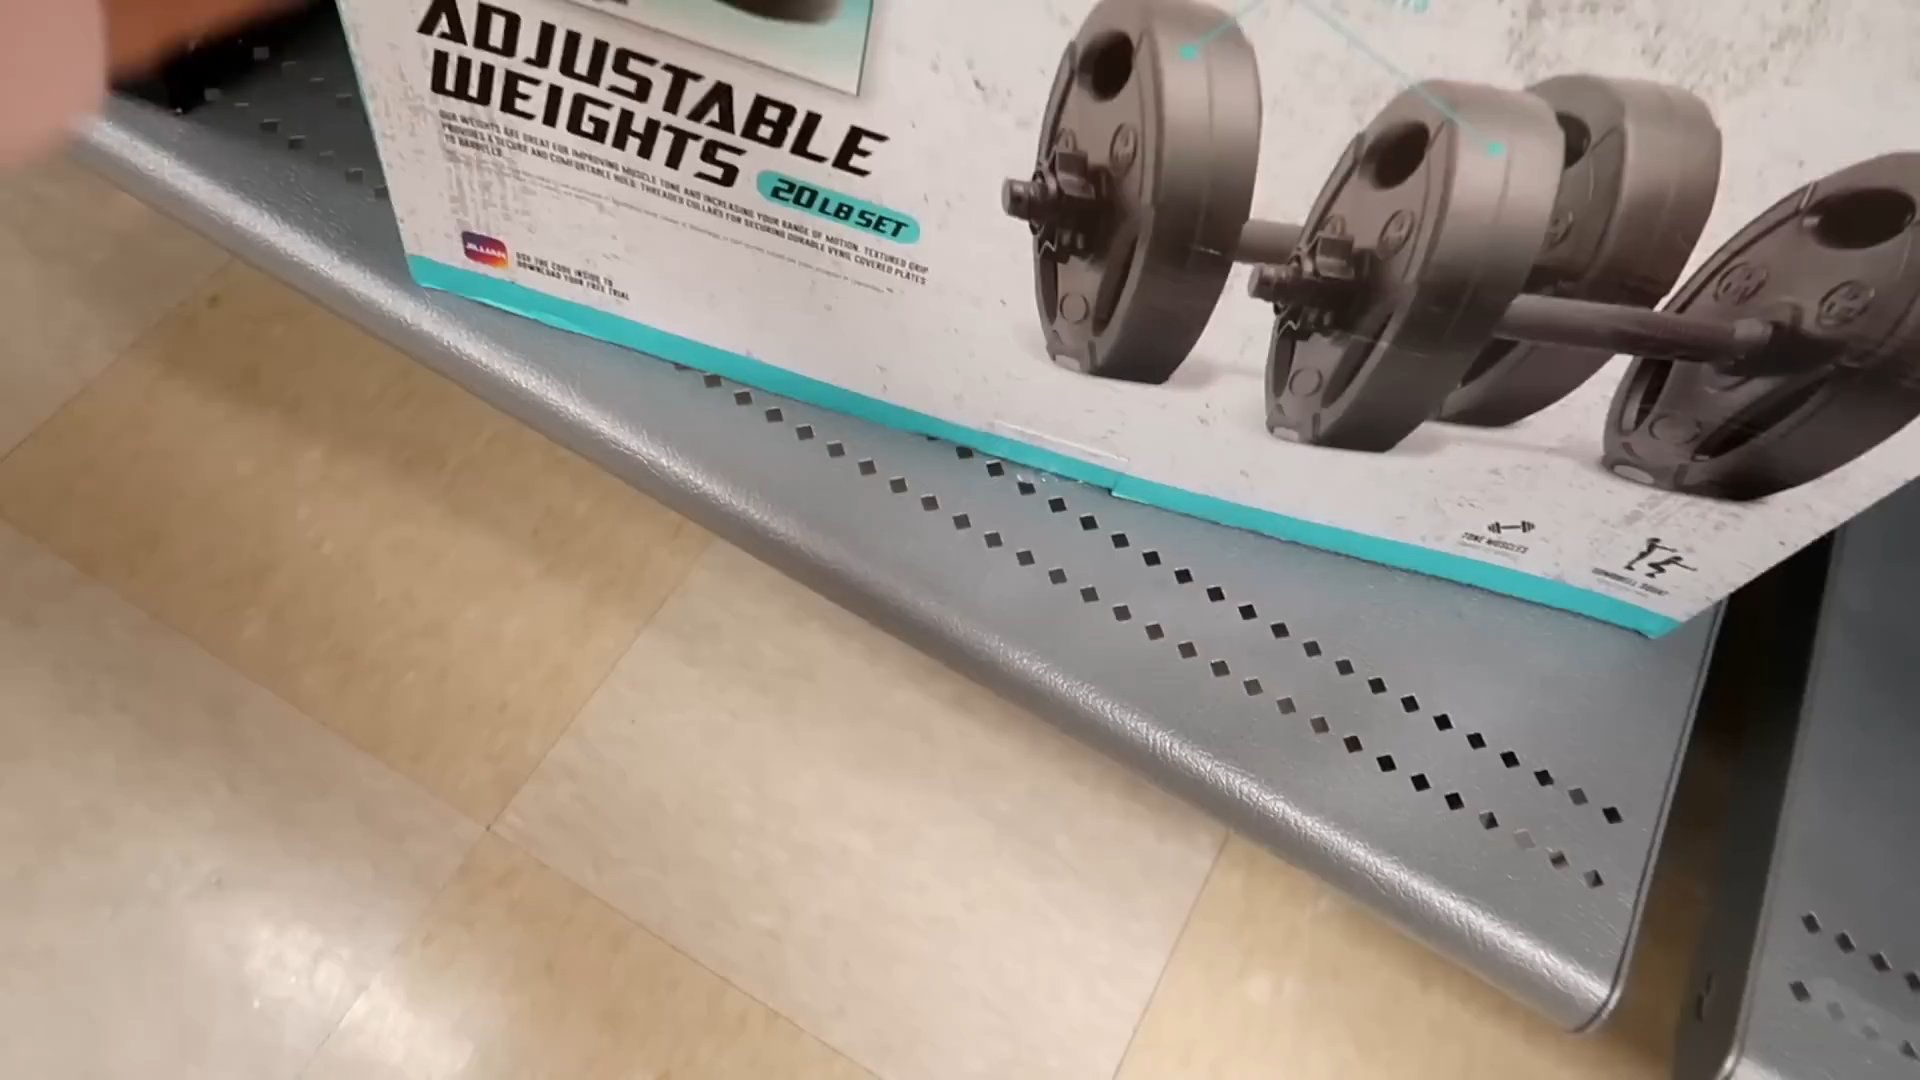 ADJUSTABLE
WEIGHTS
20 LB SET
OUR WEIGHTS ARE GREAT FOR IMPROVING MUSCLE TONE AND INCREASING YOUR RANGE OF MOTION. TEXTURED GRIP
PROVIDES A SECURE AND COMFORTABLE HOLD. THREADED COLLARS FOR SECURING DURABLE VYNIL COVERED PLATES
TO BARBELLS.
JILLIAN
USE THE CODE INSIDE TO
DOWNLOAD YOUR FREE TRIAL
TONE MUSCLES